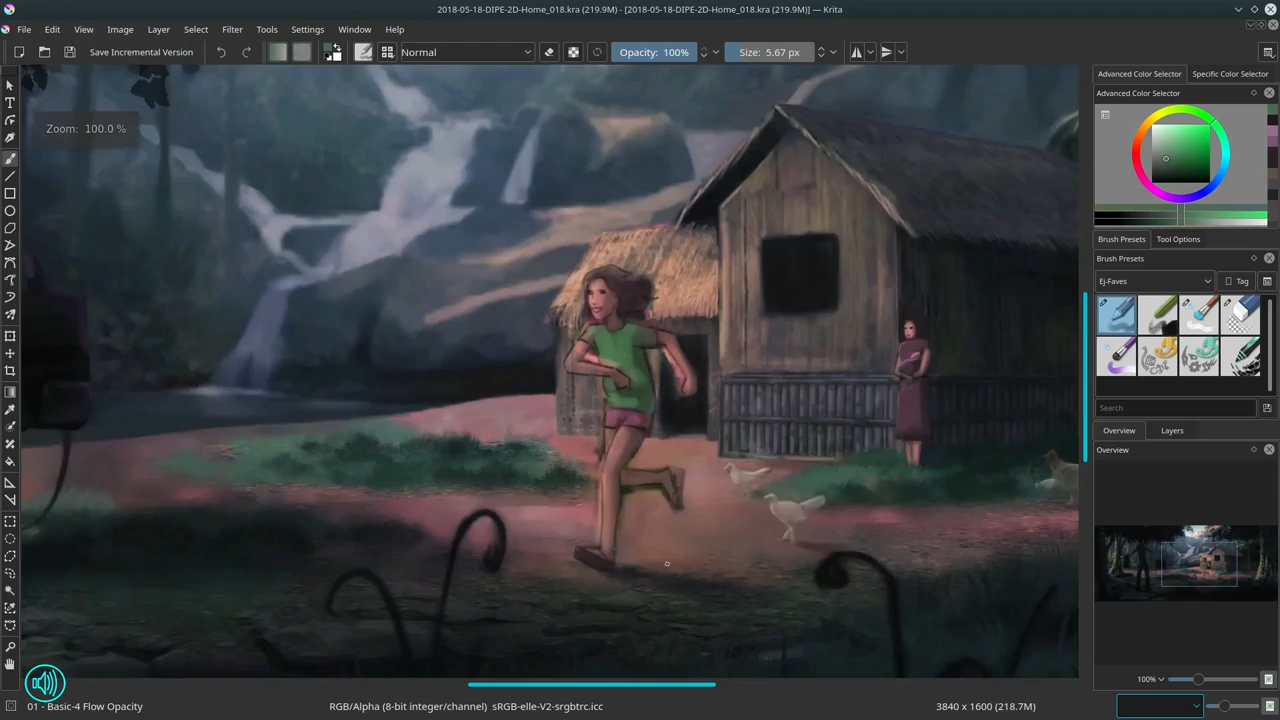 2018-05-18-DIPE-2D-Home_018.kra (219.9M) - [2018-05-18-DIPE-2D-Home_018.kra (219.9M)] — Krita
File Edit View Image Layer Select Filter Tools Settings Window Help
Save Incremental Version Normal Opacity: 100% Size: 5.67 px
Advanced Color Selector Specific Color Selector
Advanced Color Selector
Zoom: 100.0 %
Brush Presets Tool Options
Brush Presets
Ej-Faves Tag
Search
Overview Layers
Overview
100%
01 - Basic-4 Flow Opacity RGB/Alpha (8-bit integer/channel) sRGB-elle-V2-srgbtrc.icc 3840 x 1600 (218.7M)